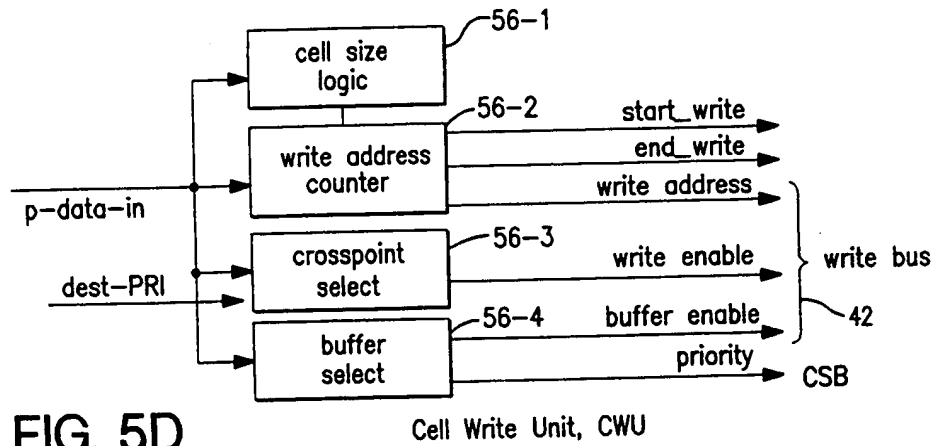 56-1
cell size
logic
56-2
start_write
write address
counter
end_write
write address
p-data-in
56-3
crosspoint
select
write enable
write bus
dest-PRI
56-4
buffer enable
42
buffer
select
priority
CSB
FIG. 5D
Cell Write Unit, CWU